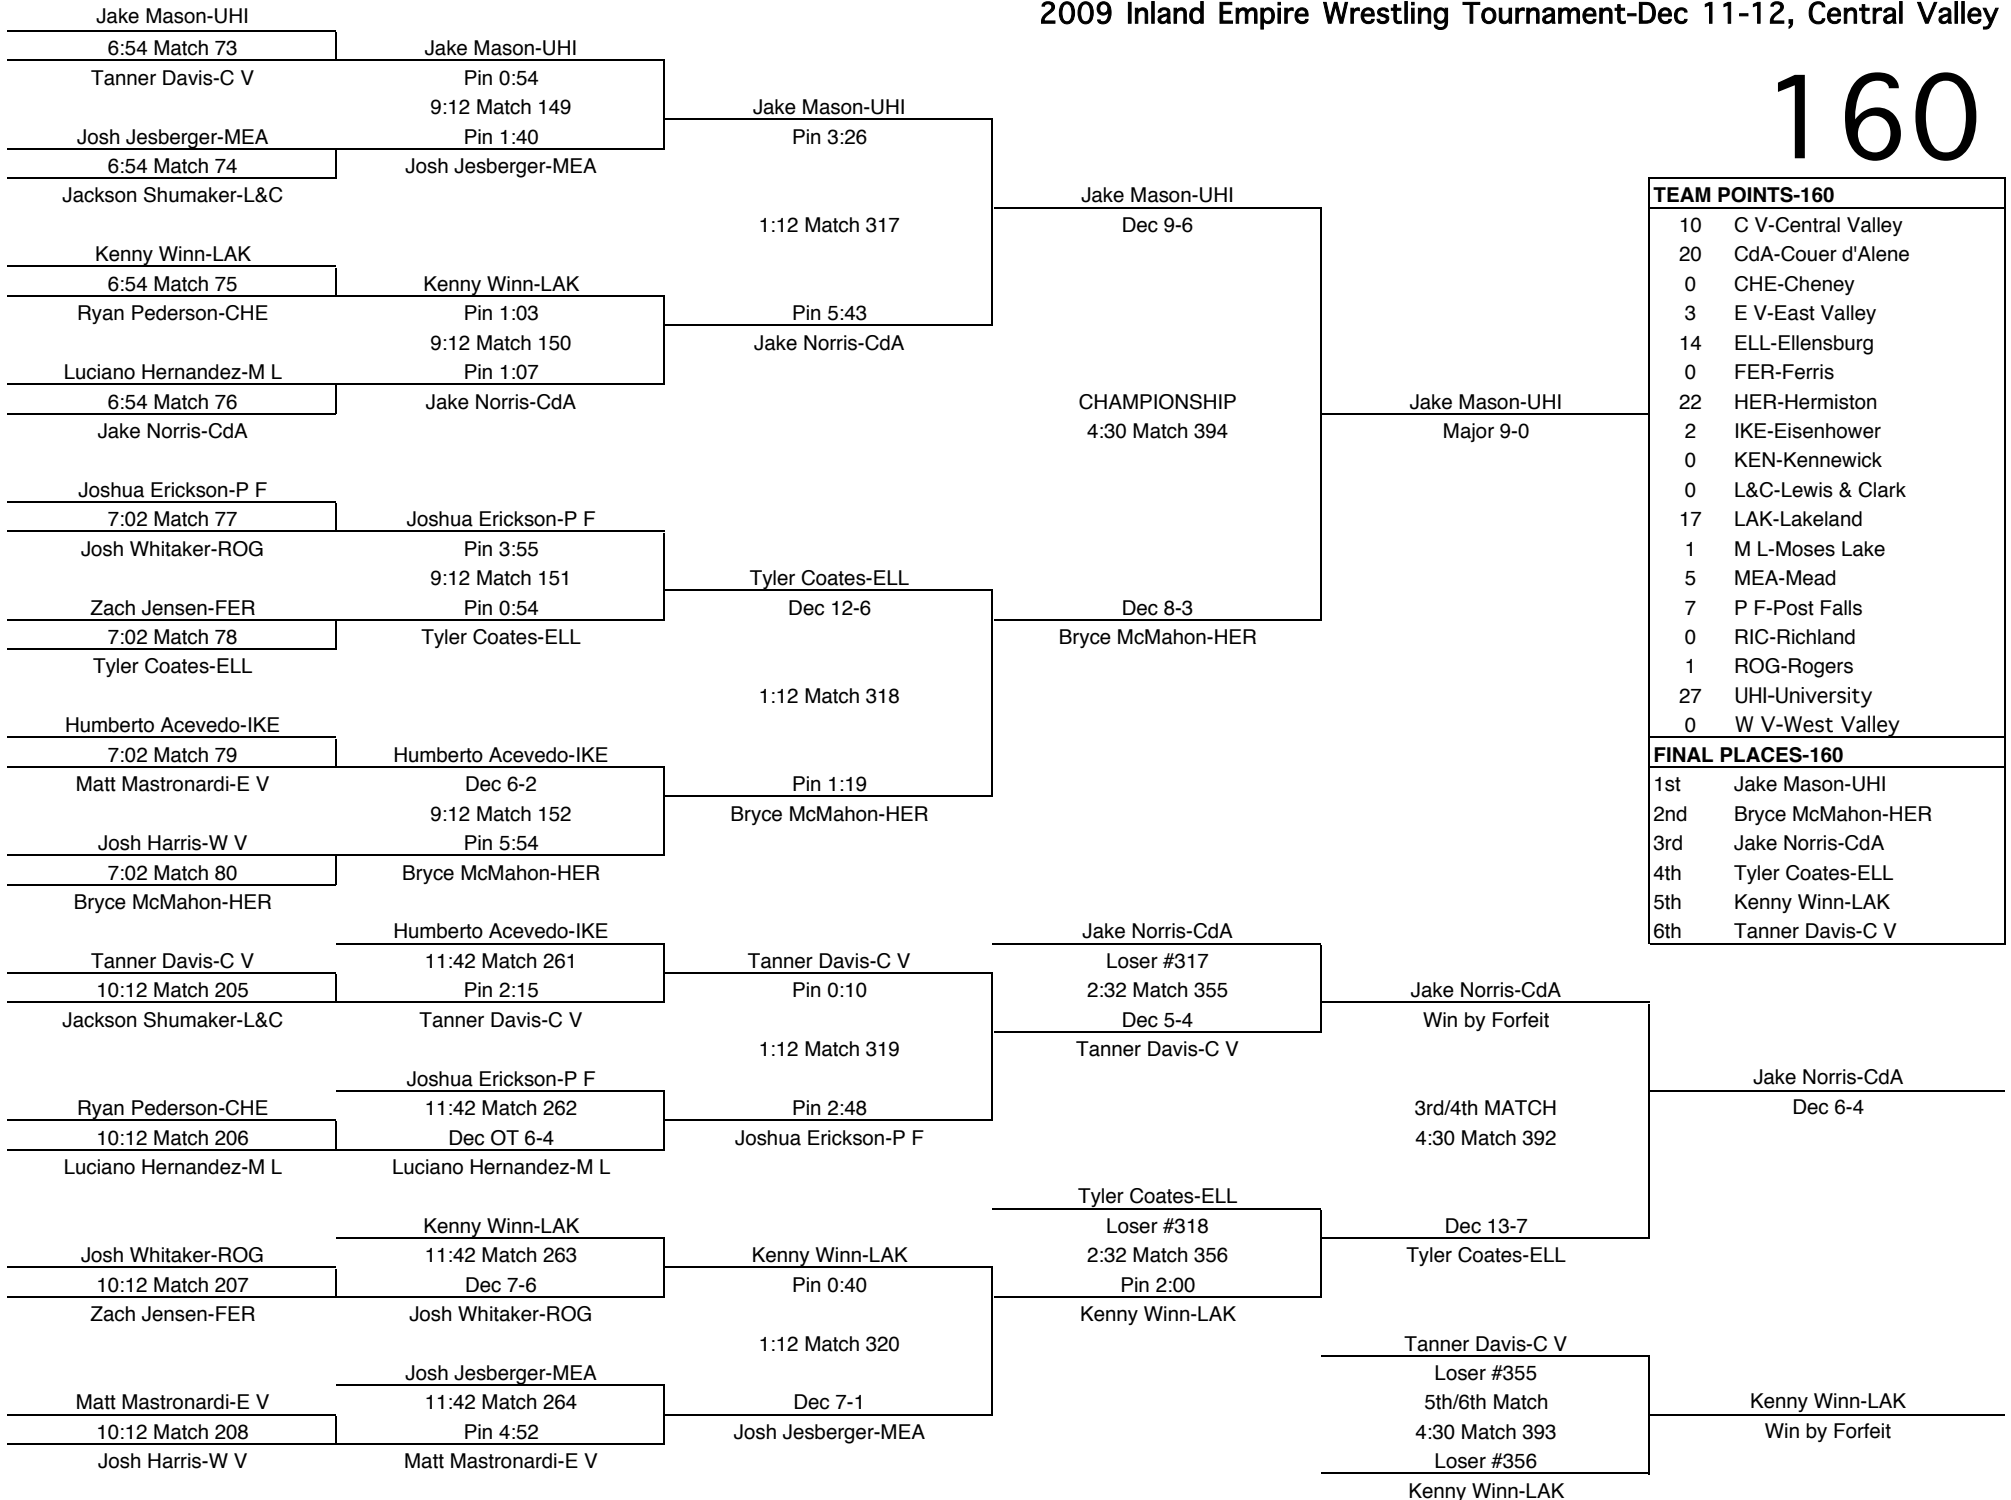 2009 Inland Empire Wrestling Tournament-Dec 11-12, Central Valley
160
Jake Mason-UHI
6:54 Match 73
Tanner Davis-C V
Josh Jesberger-MEA
6:54 Match 74
Jackson Shumaker-L&C
Kenny Winn-LAK
6:54 Match 75
Ryan Pederson-CHE
Luciano Hernandez-M L
6:54 Match 76
Jake Norris-CdA
Joshua Erickson-P F
7:02 Match 77
Josh Whitaker-ROG
Zach Jensen-FER
7:02 Match 78
Tyler Coates-ELL
Humberto Acevedo-IKE
7:02 Match 79
Matt Mastronardi-E V
Josh Harris-W V
7:02 Match 80
Bryce McMahon-HER
Jake Mason-UHI
Pin 0:54
9:12 Match 149
Pin 1:40
Josh Jesberger-MEA
Kenny Winn-LAK
Pin 1:03
9:12 Match 150
Pin 1:07
Jake Norris-CdA
Joshua Erickson-P F
Pin 3:55
9:12 Match 151
Pin 0:54
Tyler Coates-ELL
Humberto Acevedo-IKE
Dec 6-2
9:12 Match 152
Pin 5:54
Bryce McMahon-HER
Jake Mason-UHI
Pin 3:26
1:12 Match 317
Pin 5:43
Jake Norris-CdA
Tyler Coates-ELL
Dec 12-6
1:12 Match 318
Pin 1:19
Bryce McMahon-HER
Jake Mason-UHI
Dec 9-6
CHAMPIONSHIP
4:30 Match 394
Dec 8-3
Bryce McMahon-HER
Jake Mason-UHI
Major 9-0
TEAM POINTS-160
10 C V-Central Valley
20 CdA-Couer d'Alene
0 CHE-Cheney
3 E V-East Valley
14 ELL-Ellensburg
0 FER-Ferris
22 HER-Hermiston
2 IKE-Eisenhower
0 KEN-Kennewick
0 L&C-Lewis & Clark
17 LAK-Lakeland
1 M L-Moses Lake
5 MEA-Mead
7 P F-Post Falls
0 RIC-Richland
1 ROG-Rogers
27 UHI-University
0 W V-West Valley
FINAL PLACES-160
1st Jake Mason-UHI
2nd Bryce McMahon-HER
3rd Jake Norris-CdA
4th Tyler Coates-ELL
5th Kenny Winn-LAK
6th Tanner Davis-C V
Tanner Davis-C V
10:12 Match 205
Jackson Shumaker-L&C
Ryan Pederson-CHE
10:12 Match 206
Luciano Hernandez-M L
Josh Whitaker-ROG
10:12 Match 207
Zach Jensen-FER
Matt Mastronardi-E V
10:12 Match 208
Josh Harris-W V
Humberto Acevedo-IKE
11:42 Match 261
Pin 2:15
Tanner Davis-C V
Joshua Erickson-P F
11:42 Match 262
Dec OT 6-4
Luciano Hernandez-M L
Kenny Winn-LAK
11:42 Match 263
Dec 7-6
Josh Whitaker-ROG
Josh Jesberger-MEA
11:42 Match 264
Pin 4:52
Matt Mastronardi-E V
Tanner Davis-C V
Pin 0:10
1:12 Match 319
Pin 2:48
Joshua Erickson-P F
Kenny Winn-LAK
Pin 0:40
1:12 Match 320
Dec 7-1
Josh Jesberger-MEA
Jake Norris-CdA
Loser #317
2:32 Match 355
Dec 5-4
Tanner Davis-C V
Tyler Coates-ELL
Loser #318
2:32 Match 356
Pin 2:00
Kenny Winn-LAK
Jake Norris-CdA
Win by Forfeit
3rd/4th MATCH
4:30 Match 392
Dec 13-7
Tyler Coates-ELL
Tanner Davis-C V
Loser #355
5th/6th Match
4:30 Match 393
Loser #356
Kenny Winn-LAK
Jake Norris-CdA
Dec 6-4
Kenny Winn-LAK
Win by Forfeit